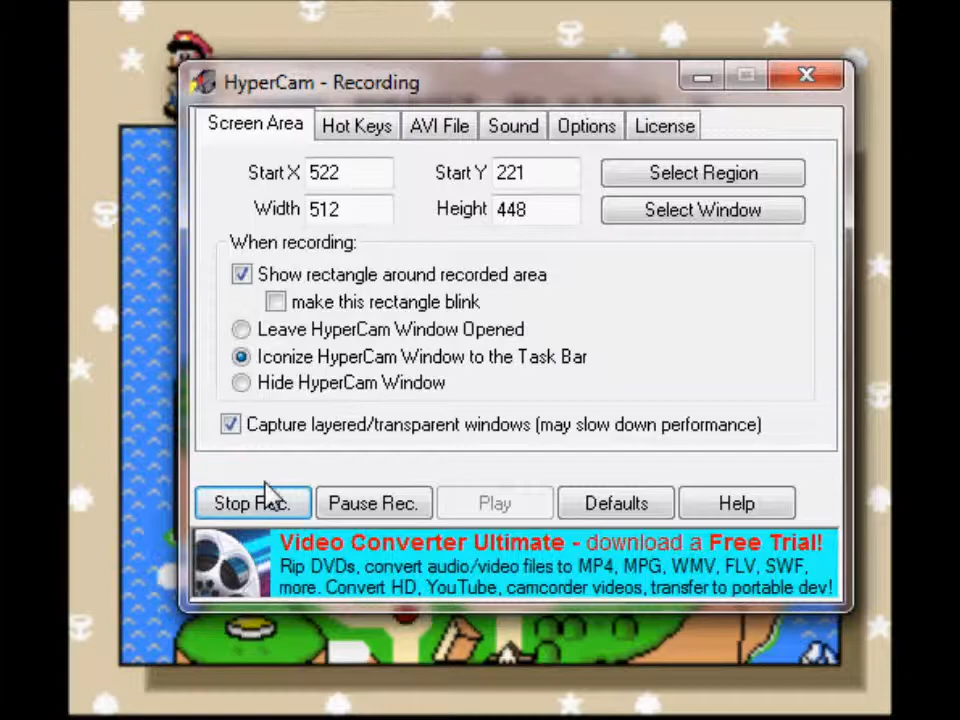 HyperCam - Recording
Screen Area Hot Keys AVI File Sound Options License
Start X 522 Start Y 221 Select Region
Width 512 Height 448 Select Window
When recording:
Show rectangle around recorded area
make this rectangle blink
Leave HyperCam Window Opened
Iconize HyperCam Window to the Task Bar
Hide HyperCam Window
Capture layered/transparent windows (may slow down performance)
Stop Rec. Pause Rec. Play Defaults Help
Video Converter Ultimate - download a Free Trial!
Rip DVDs, convert audio/video files to MP4, MPG, WMV, FLV, SWF,
more. Convert HD, YouTube, camcorder videos, transfer to portable dev!